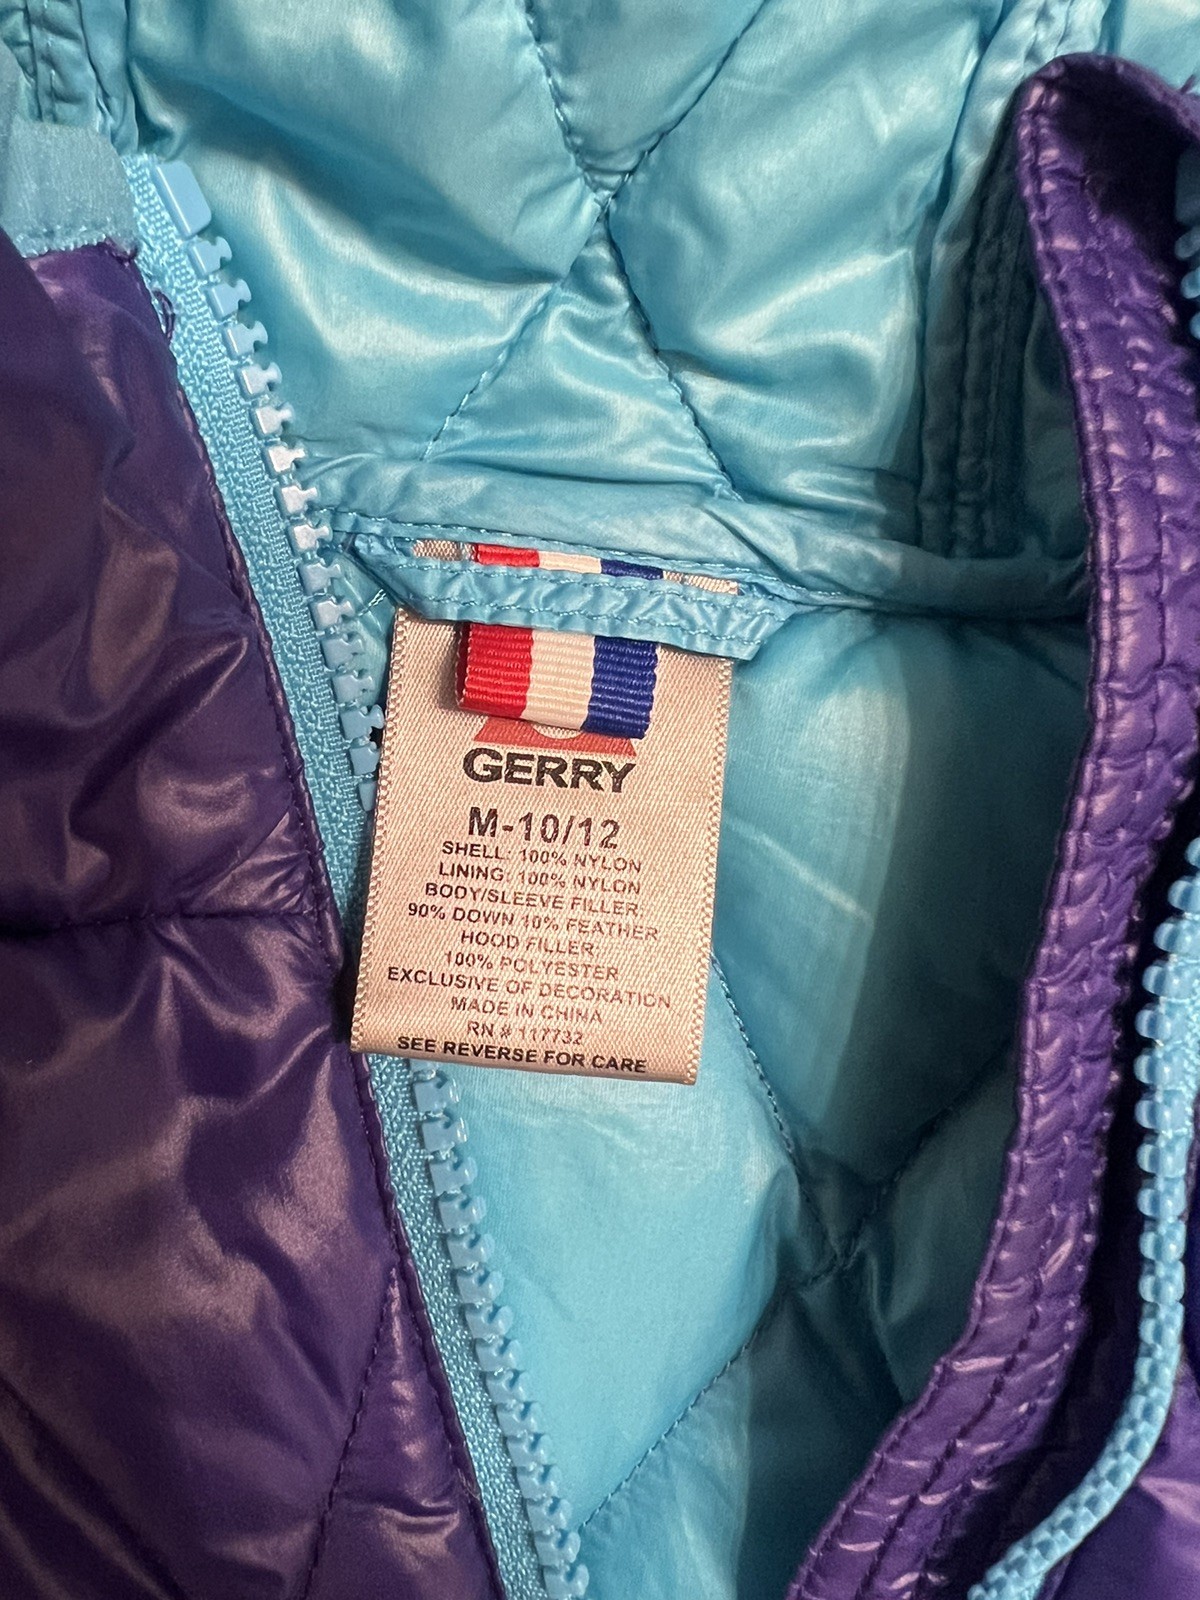 GERRY
M-10/12
SHELL: 100% NYLON
LINING: 100% NYLON
BODY/SLEEVE FILLER:
90% DOWN 10% FEATHER
HOOD FILLER:
100% POLYESTER
EXCLUSIVE OF DECORATION
MADE IN CHINA
RN # 117732
SEE REVERSE FOR CARE